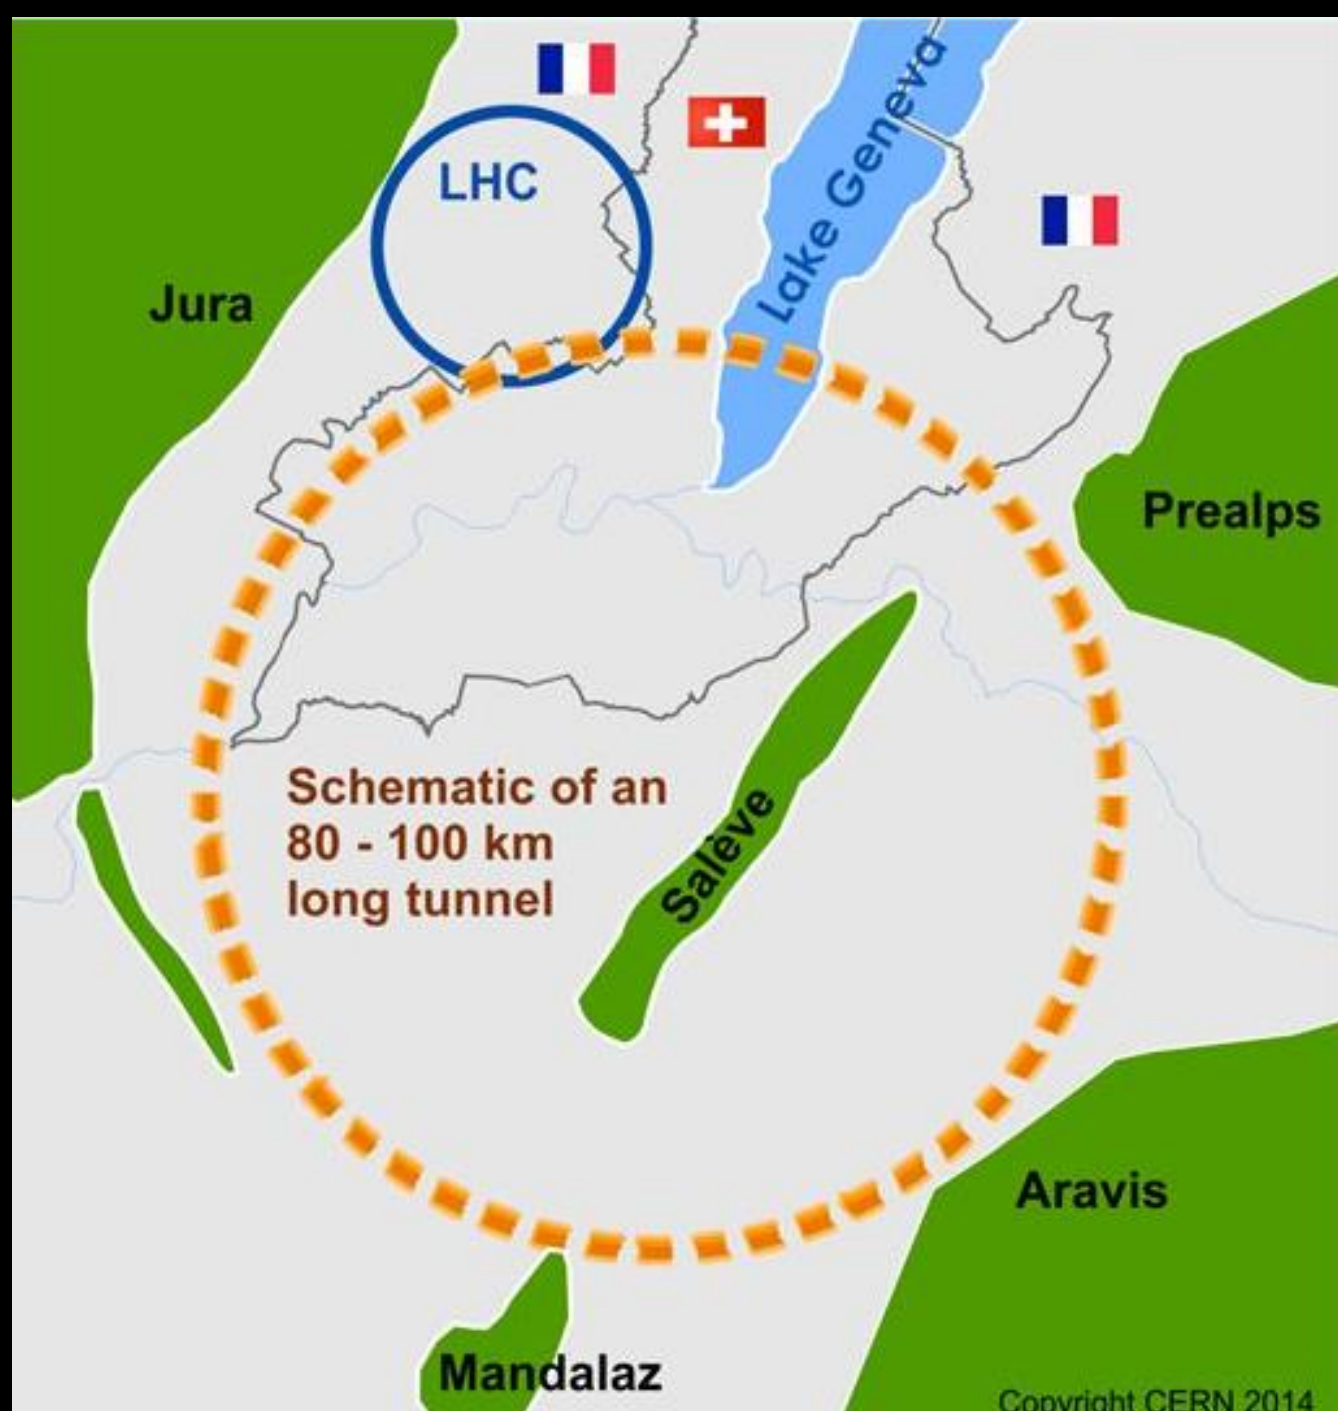 LHC
Lake Geneva
Jura
Prealps
Schematic of an
80 - 100 km
long tunnel
Salève
Aravis
Mandalaz
Copyright CERN 2014